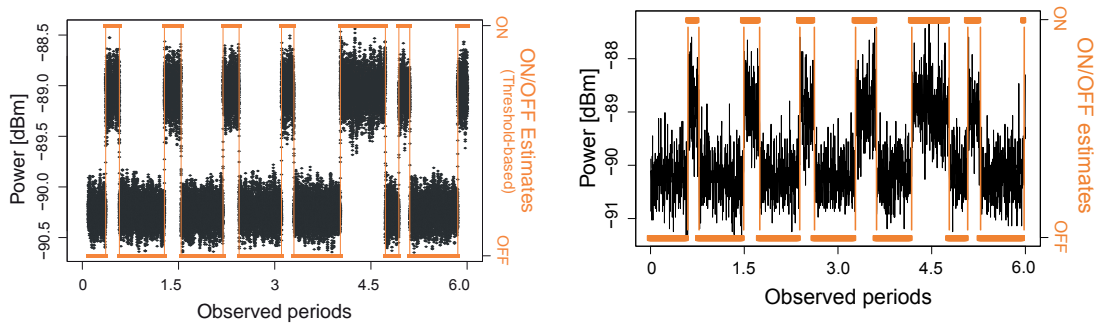 Power [dBm]
−88.5
−89.0
−89.5
−90.0
−90.5
0
1.5
3.0
4.5
6.0
Observed periods
ON
OFF
ON/OFF Estimates
(Threshold-based)
Power [dBm]
−88
−89
−90
−91
0
1.5
3.0
4.5
6.0
Observed periods
ON
OFF
ON/OFF estimates